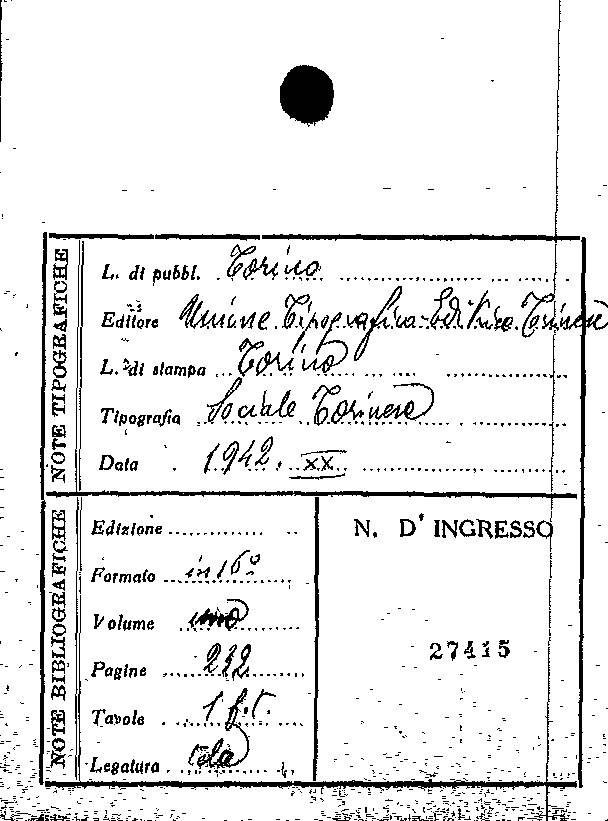 NOTE TIPOGRAFICHE
L. di pubbl. Torino
Editore Unione Tipografica-Editrice Torinese
L. di stampa Torino
Tipografia Sociale Torinese
Data 1942. XX
NOTE BIBLIOGRAFICHE
Edizione
Formato in 16º
Volume uno
Pagine 232
Tavole 1 f.t.
Legatura tela
N. D'INGRESSO
27415